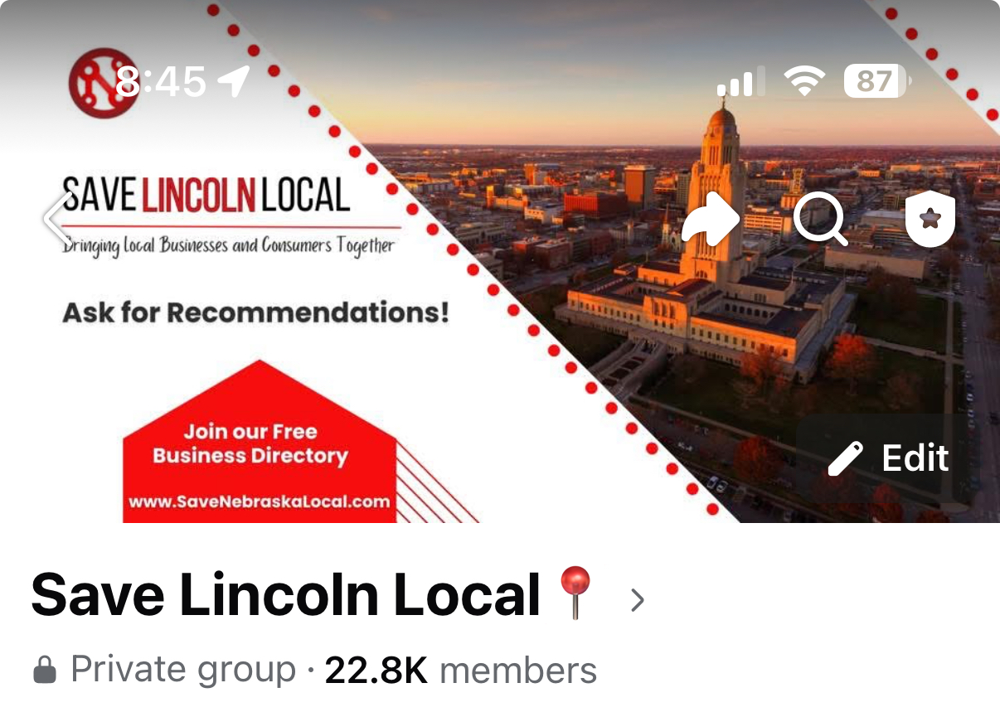 8:45
87
SAVE LINCOLN LOCAL
Bringing local Businesses and Consumers Together
Ask for Recommendations!
Join our Free
Business Directory
www.SaveNebraskaLocal.com
Edit
Save Lincoln Local
Private group · 22.8K members